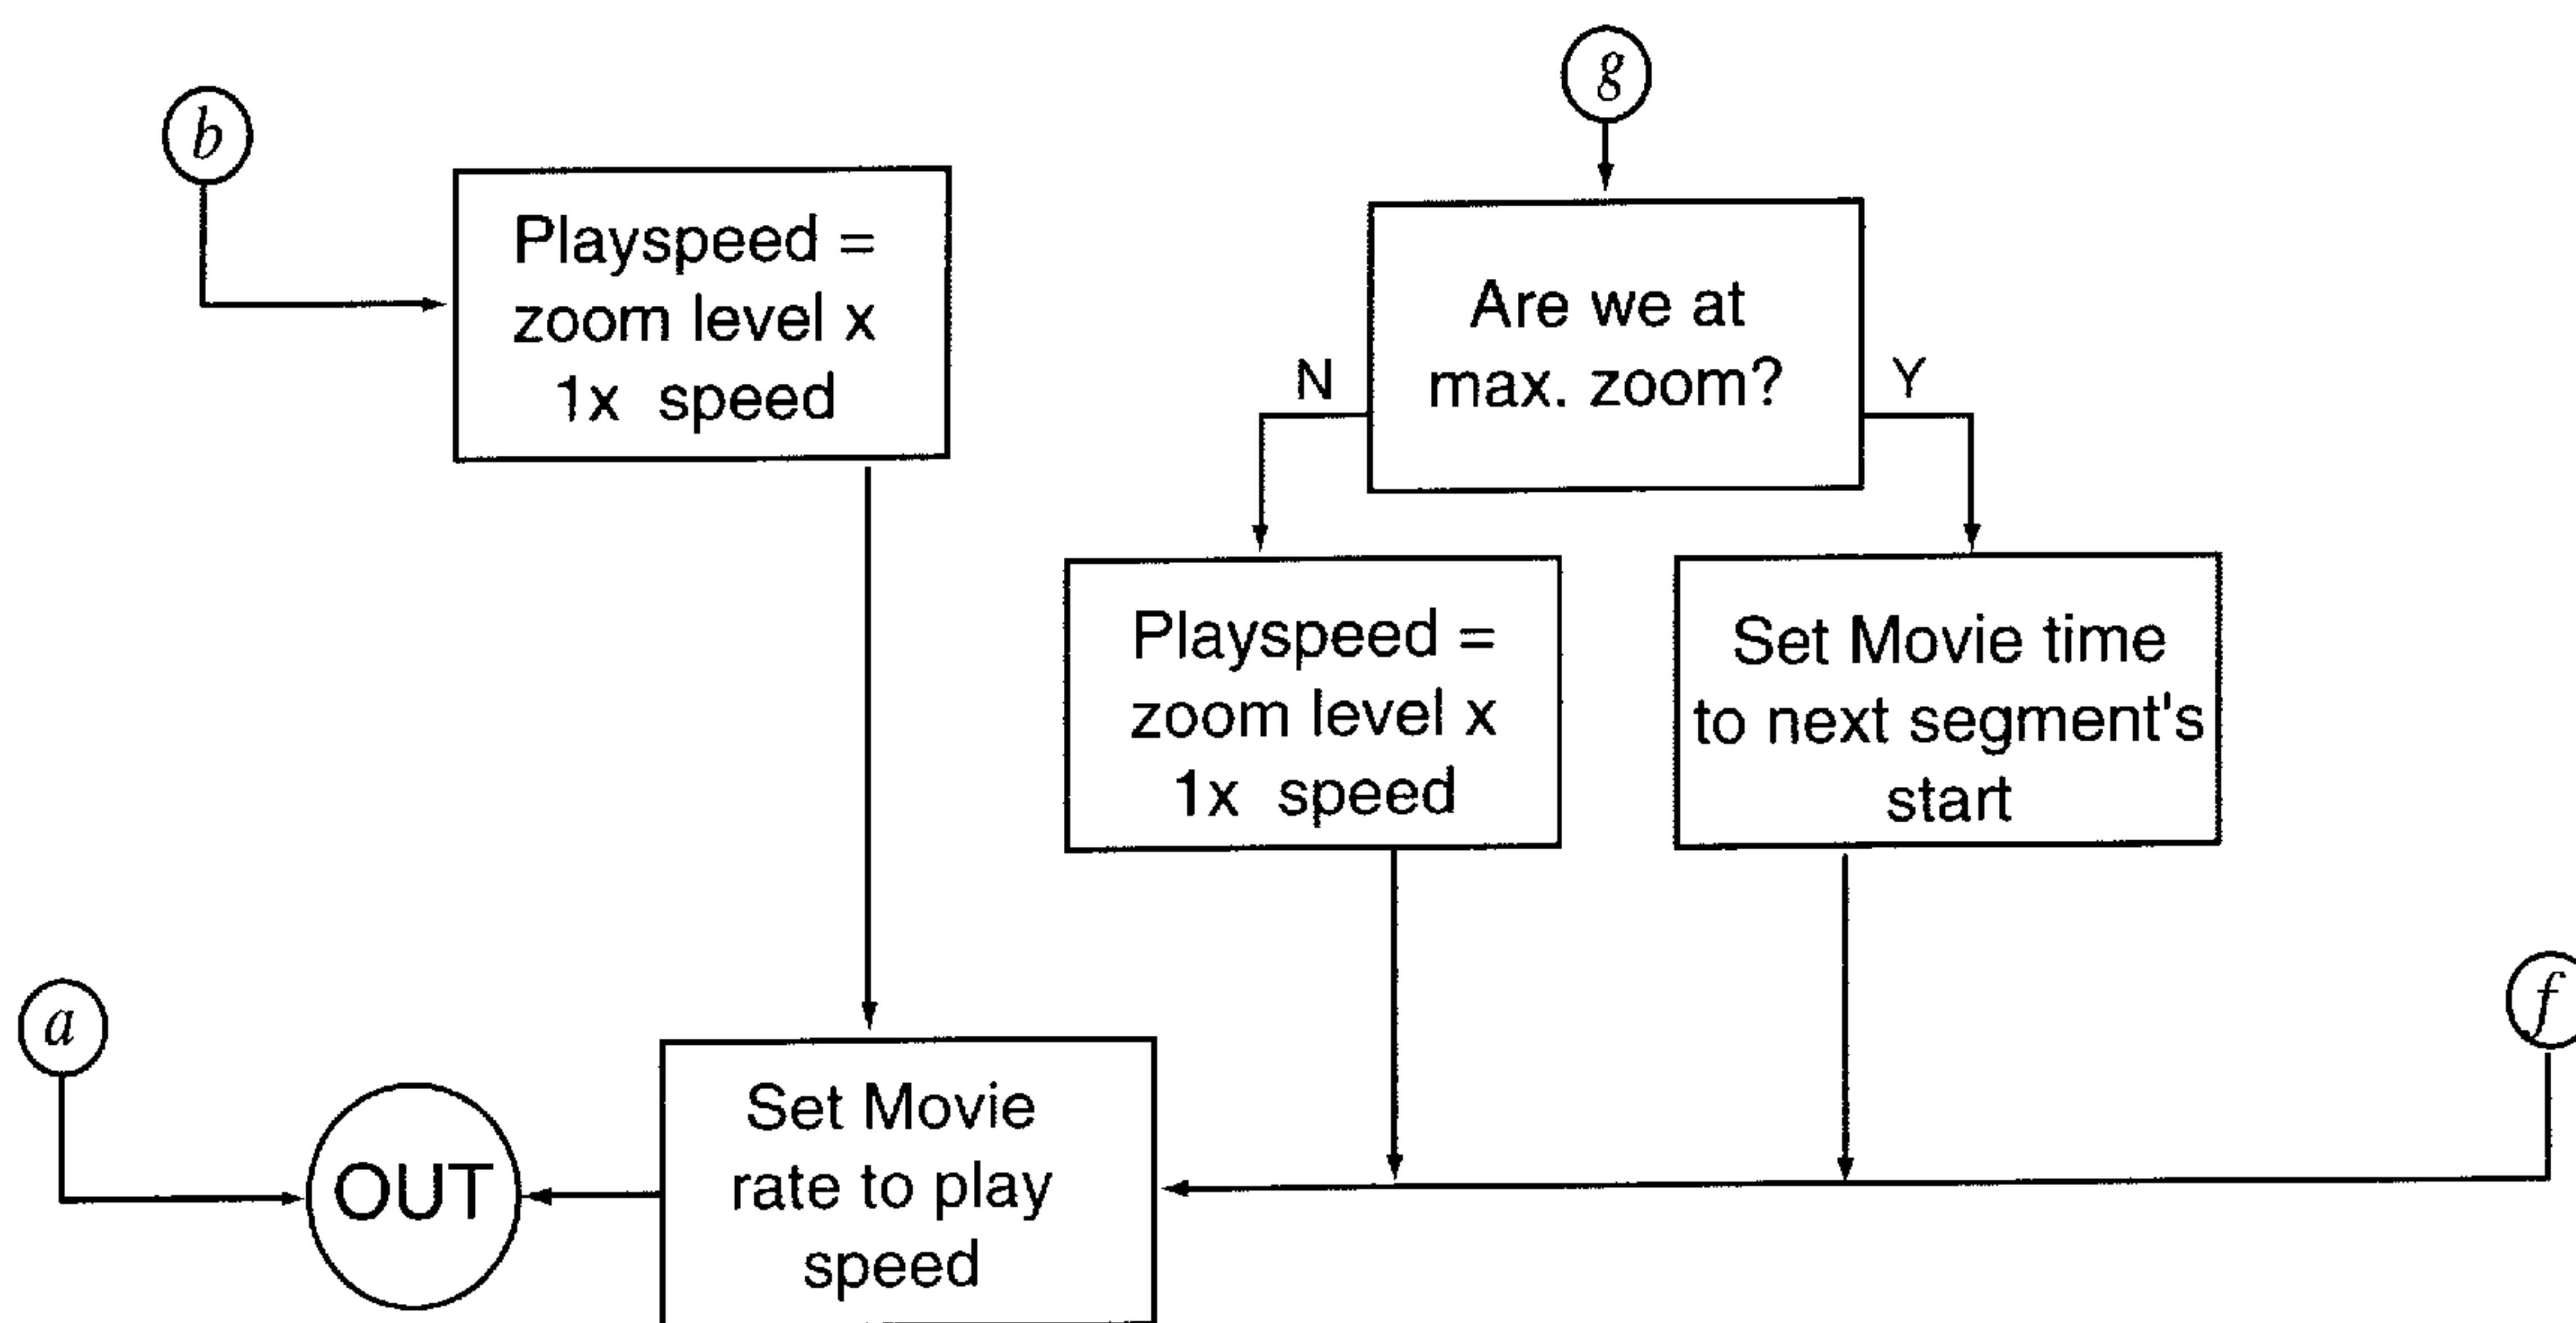 g
b
Playspeed =
zoom level x
1x speed
Are we at
max. zoom?
N
Y
Playspeed =
zoom level x
1x speed
Set Movie time
to next segment's
start
a
f
OUT
Set Movie
rate to play
speed